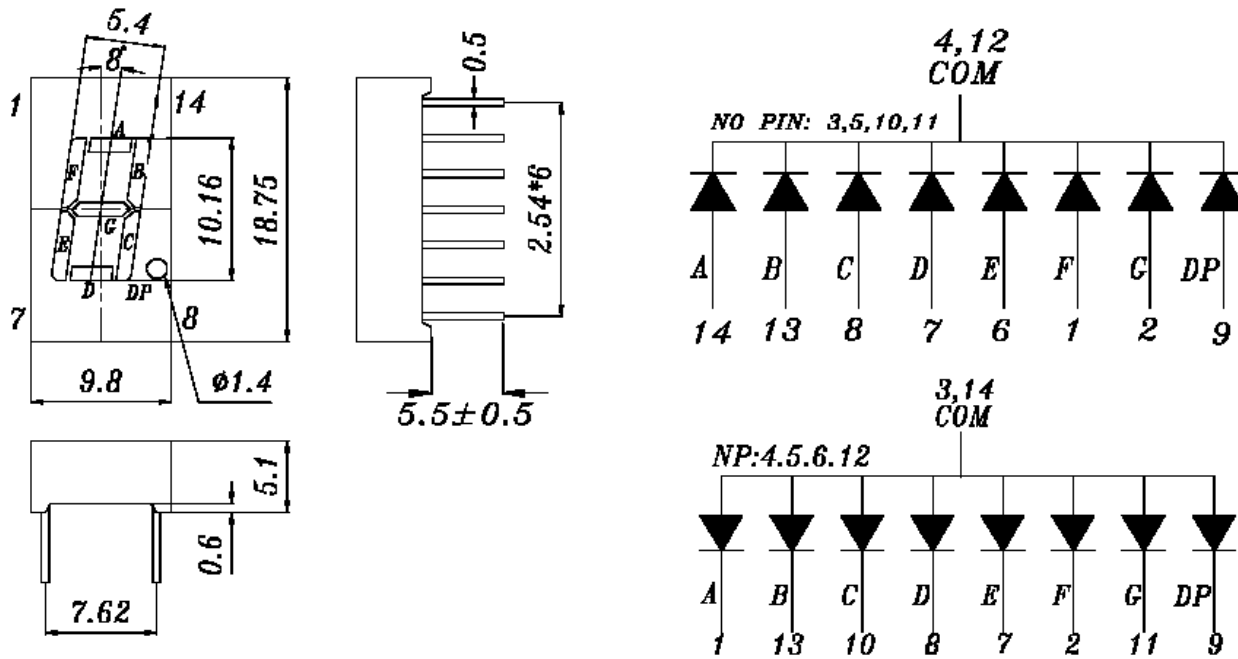 5.4
8°
1
14
A
F
B
G
E
C
D
DP
7
8
10.16
18.75
9.8
ø1.4
0.5
2.54*6
5.5±0.5
5.1
0.6
7.62
4,12
COM
NO PIN: 3,5,10,11
A B C D E F G DP
14 13 8 7 6 1 2 9
3,14
COM
NP:4.5.6.12
A B C D E F G DP
1 13 10 8 7 2 11 9